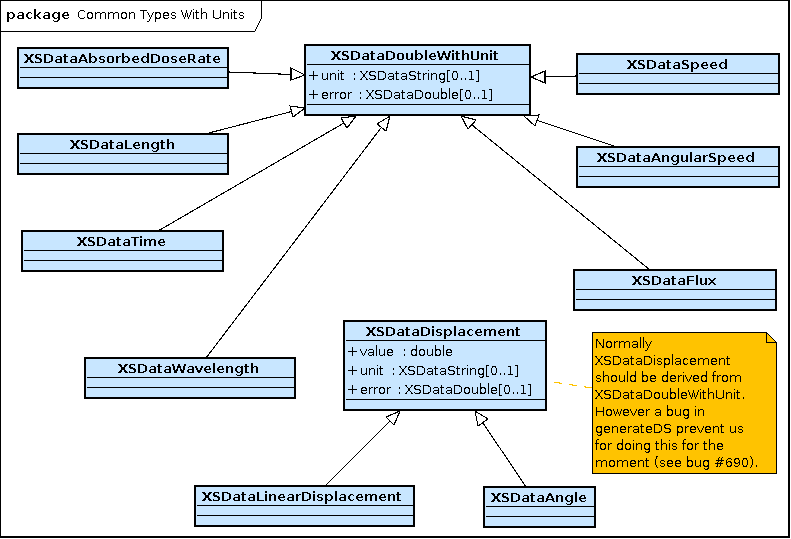 package Common Types With Units
XSDataAbsorbedDoseRate
XSDataDoubleWithUnit
+ unit : XSDataString[0..1]
+ error : XSDataDouble[0..1]
XSDataSpeed
XSDataLength
XSDataAngularSpeed
XSDataTime
XSDataFlux
XSDataWavelength
XSDataDisplacement
+ value : double
+ unit : XSDataString[0..1]
+ error : XSDataDouble[0..1]
Normally
XSDataDisplacement
should be derived from
XSDataDoubleWithUnit.
However a bug in
generateDS prevent us
for doing this for the
moment (see bug #690).
XSDataLinearDisplacement
XSDataAngle